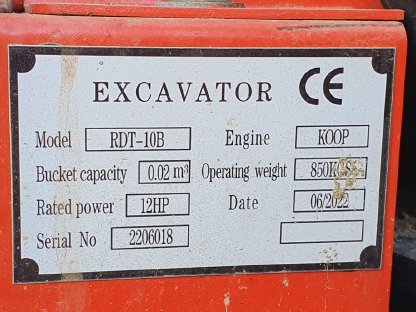 EXCAVATOR CE
Model RDT-10B Engine KOOP
Bucket capacity 0.02 m³ Operating weight 850KGS
Rated power 12HP Date 06/2022
Serial No 2206018